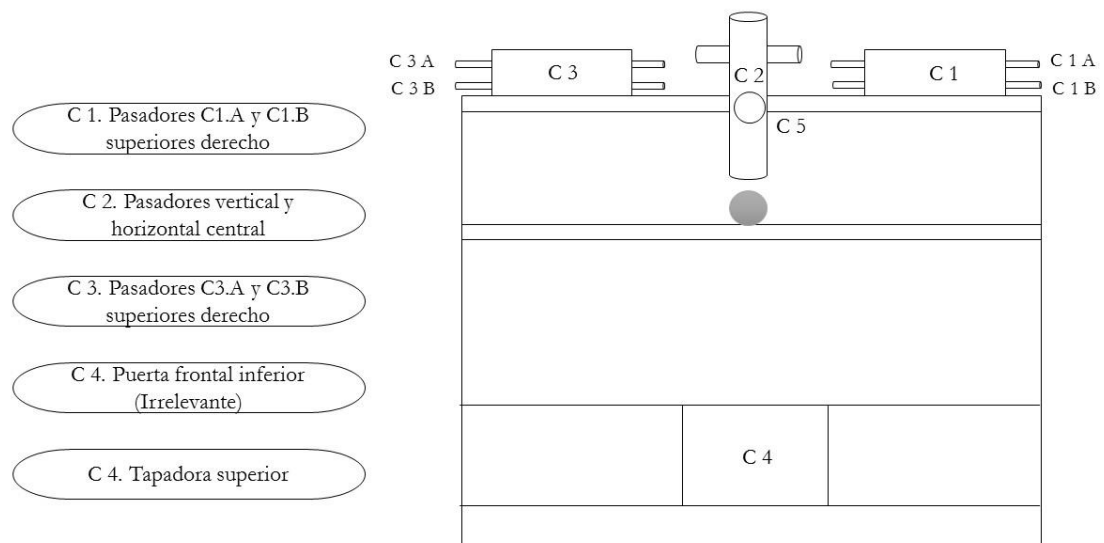 C 1. Pasadores C1.A y C1.B
superiores derecho
C 2. Pasadores vertical y
horizontal central
C 3. Pasadores C3.A y C3.B
superiores derecho
C 4. Puerta frontal inferior
(Irrelevante)
C 4. Tapadora superior
C 3 A
C 3 B
C 3
C 2
C 1
C 1 A
C 1 B
C 5
C 4